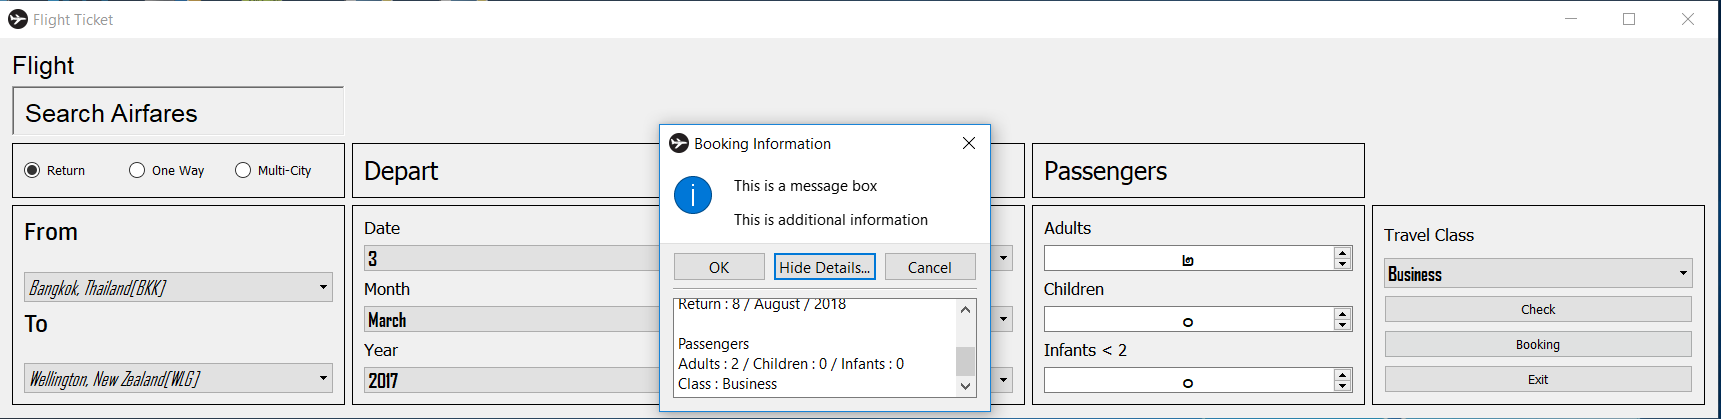 Flight Ticket
Flight
Search Airfares
Return
One Way
Multi-City
From
Bangkok, Thailand[BKK]
To
Wellington, New Zealand[WLG]
Depart
Date
3
Month
March
Year
2017
Booking Information
This is a message box
This is additional information
OK
Hide Details...
Cancel
Return : 8 / August / 2018
Passengers
Adults : 2 / Children : 0 / Infants : 0
Class : Business
Passengers
Adults
๒
Children
๐
Infants < 2
๐
Travel Class
Business
Check
Booking
Exit